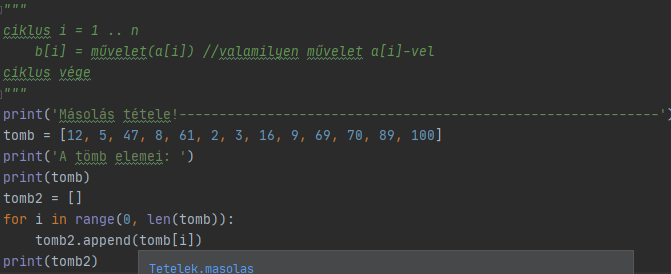 """
ciklus i = 1 .. n
    b[i] = művelet(a[i]) //valamilyen művelet a[i]-vel
ciklus vége
"""
print('Másolás tétele!-------------------------------------------------------------')
tomb = [12, 5, 47, 8, 61, 2, 3, 16, 9, 69, 70, 89, 100]
print('A tömb elemei: ')
print(tomb)
tomb2 = []
for i in range(0, len(tomb)):
    tomb2.append(tomb[i])
print(tomb2)
Tetelek.masolas